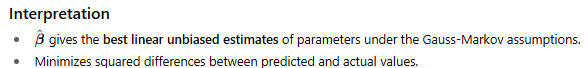 Interpretation
• β̂ gives the best linear unbiased estimates of parameters under the Gauss-Markov assumptions.
• Minimizes squared differences between predicted and actual values.